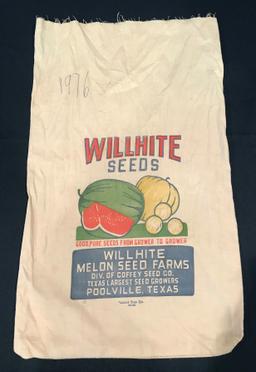 1976
WILLHITE
SEEDS
GOOD, PURE SEEDS FROM GROWER TO GROWER
WILLHITE
MELON SEED FARMS
DIV. OF COFFEY SEED CO.
TEXAS LARGEST SEED GROWERS
POOLVILLE, TEXAS